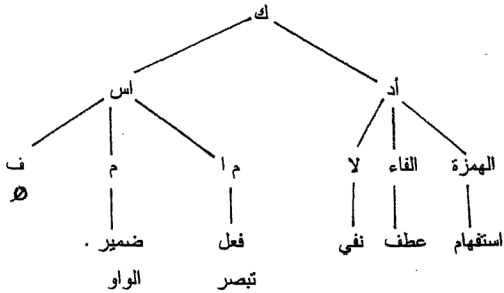 ك
أد اس
الهمزة الفاء لا م ا م ف
Ø
استفهام عطف نفي فعل ضمير .
تبصر الواو